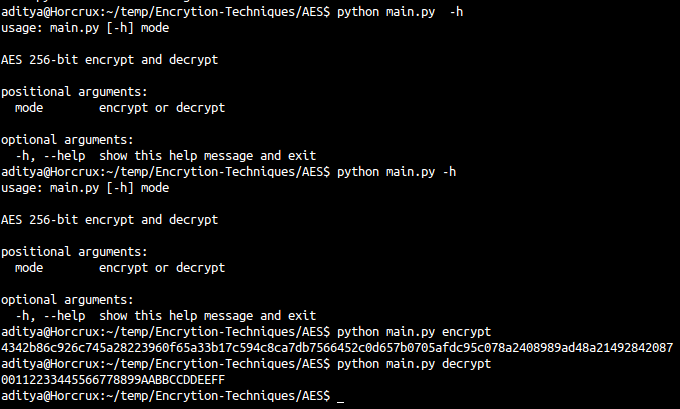 aditya@Horcrux:~/temp/Encrytion-Techniques/AES$ python main.py  -h
usage: main.py [-h] mode
AES 256-bit encrypt and decrypt
positional arguments:
  mode        encrypt or decrypt
optional arguments:
  -h, --help  show this help message and exit
aditya@Horcrux:~/temp/Encrytion-Techniques/AES$ python main.py -h
usage: main.py [-h] mode
AES 256-bit encrypt and decrypt
positional arguments:
  mode        encrypt or decrypt
optional arguments:
  -h, --help  show this help message and exit
aditya@Horcrux:~/temp/Encrytion-Techniques/AES$ python main.py encrypt
4342b86c926c745a28223960f65a33b17c594c8ca7db7566452c0d657b0705afdc95c078a2408989ad48a21492842087
aditya@Horcrux:~/temp/Encrytion-Techniques/AES$ python main.py decrypt
00112233445566778899AABBCCDDEEFF
aditya@Horcrux:~/temp/Encrytion-Techniques/AES$ _